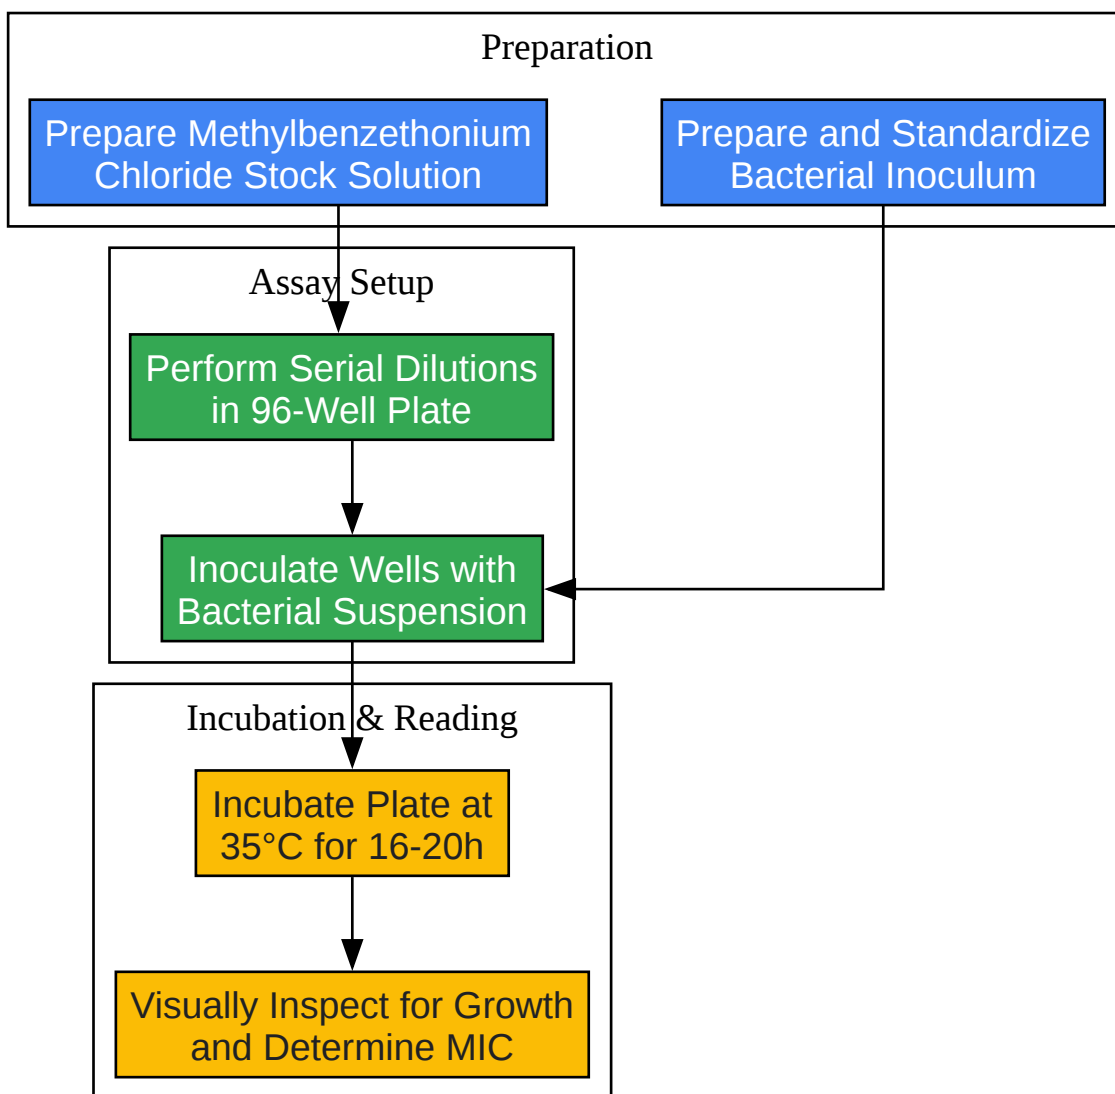 Preparation
Prepare Methylbenzethonium
Chloride Stock Solution
Prepare and Standardize
Bacterial Inoculum
Assay Setup
Perform Serial Dilutions
in 96-Well Plate
Inoculate Wells with
Bacterial Suspension
Incubation & Reading
Incubate Plate at
35°C for 16-20h
Visually Inspect for Growth
and Determine MIC